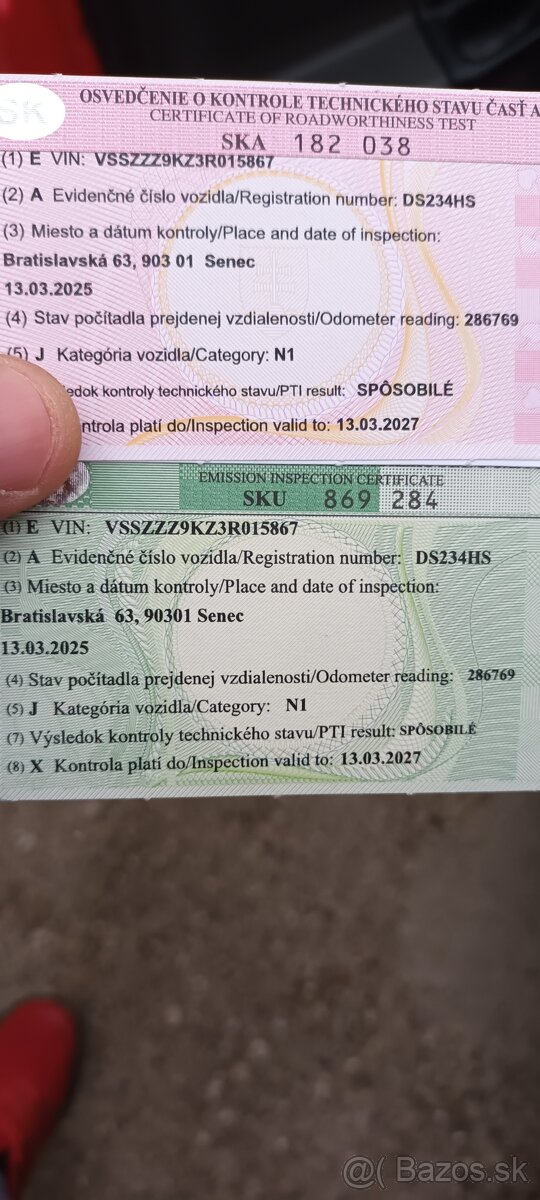 SK
OSVEDČENIE O KONTROLE TECHNICKÉHO STAVU ČASŤ A
CERTIFICATE OF ROADWORTHINESS TEST
SKA 182 038
(1) E VIN: VSSZZZ9KZ3R015867
(2) A Evidenčné číslo vozidla/Registration number: DS234HS
(3) Miesto a dátum kontroly/Place and date of inspection:
Bratislavská 63, 903 01 Senec
13.03.2025
(4) Stav počítadla prejdenej vzdialenosti/Odometer reading: 286769
(5) J Kategória vozidla/Category: N1
ledok kontroly technického stavu/PTI result: SPÔSOBILÉ
ntrola platí do/Inspection valid to: 13.03.2027
EMISSION INSPECTION CERTIFICATE
SKU 869 284
(1) E VIN: VSSZZZ9KZ3R015867
(2) A Evidenčné číslo vozidla/Registration number: DS234HS
(3) Miesto a dátum kontroly/Place and date of inspection:
Bratislavská 63, 90301 Senec
13.03.2025
(4) Stav počítadla prejdenej vzdialenosti/Odometer reading: 286769
(5) J Kategória vozidla/Category: N1
(7) Výsledok kontroly technického stavu/PTI result: SPÔSOBILÉ
(8) X Kontrola platí do/Inspection valid to: 13.03.2027
@( Bazos.sk